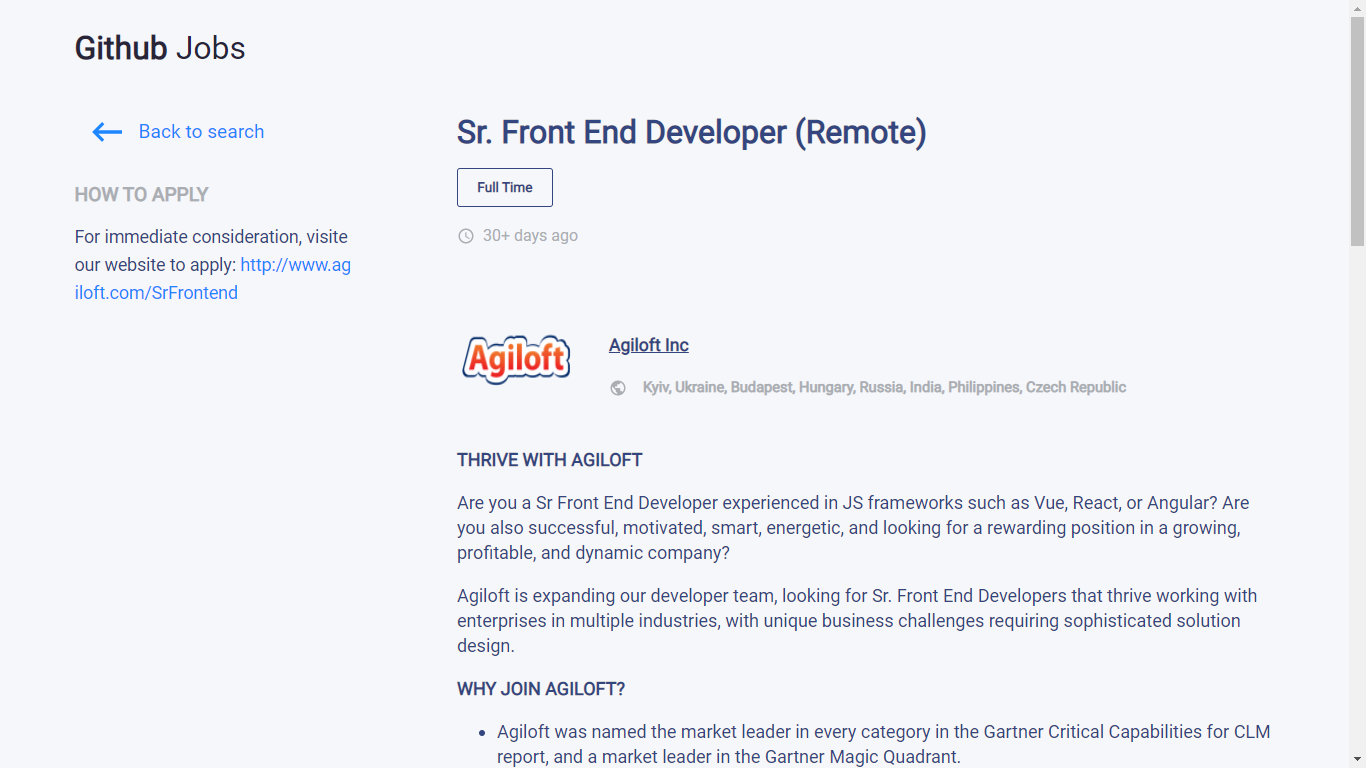 Github Jobs
Back to search
HOW TO APPLY
For immediate consideration, visite
our website to apply: http://www.ag
iloft.com/SrFrontend
Sr. Front End Developer (Remote)
Full Time
30+ days ago
Agiloft
Agiloft Inc
Kyiv, Ukraine, Budapest, Hungary, Russia, India, Philippines, Czech Republic
THRIVE WITH AGILOFT
Are you a Sr Front End Developer experienced in JS frameworks such as Vue, React, or Angular? Are
you also successful, motivated, smart, energetic, and looking for a rewarding position in a growing,
profitable, and dynamic company?
Agiloft is expanding our developer team, looking for Sr. Front End Developers that thrive working with
enterprises in multiple industries, with unique business challenges requiring sophisticated solution
design.
WHY JOIN AGILOFT?
• Agiloft was named the market leader in every category in the Gartner Critical Capabilities for CLM
report, and a market leader in the Gartner Magic Quadrant.